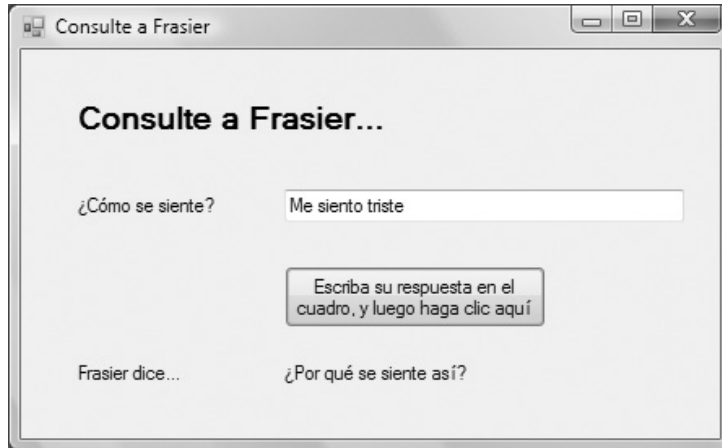 Consulte a Frasier
Consulte a Frasier...
¿Cómo se siente?
Me siento triste
Escriba su respuesta en el
cuadro, y luego haga clic aquí
Frasier dice...
¿Por qué se siente así?